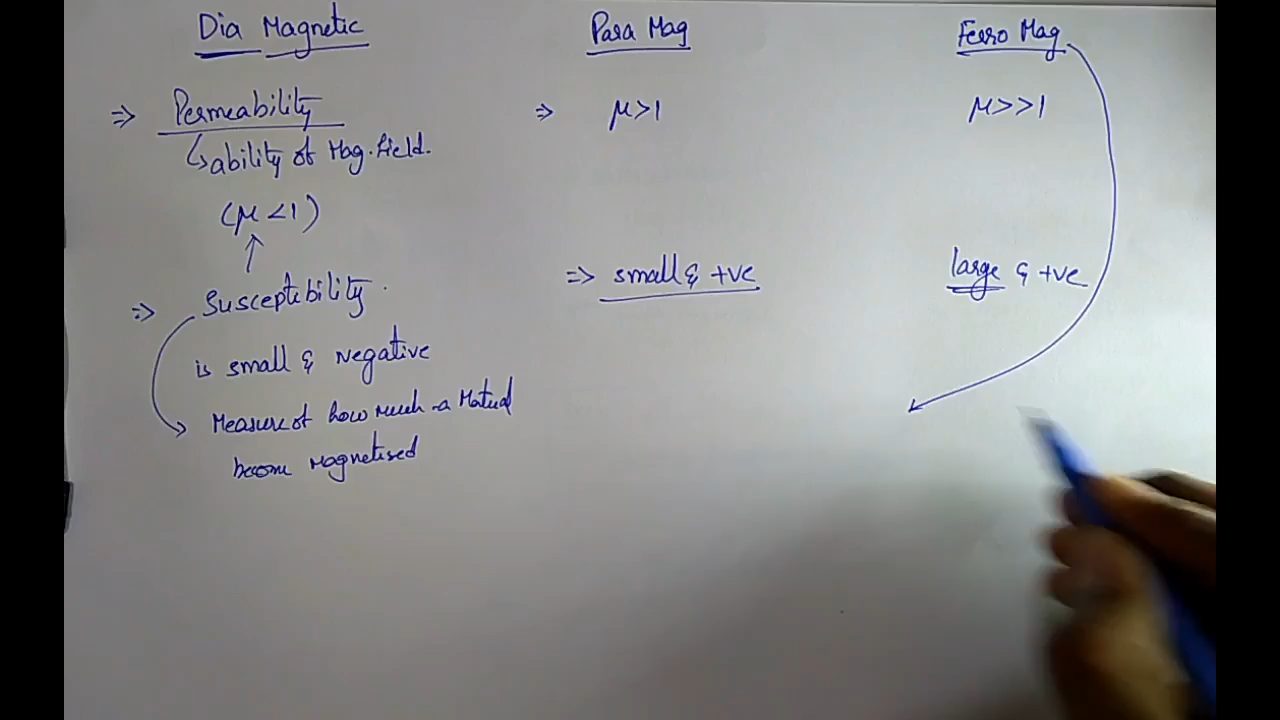 Dia Magnetic
Para Mag
Ferro Mag
⇒ Permeability
↳ ability of Mag. field.
(μ < 1)
⇒ μ > 1
μ >> 1
⇒ Susceptibility.
is small & negative
Measure of how much a Matual
become magnetised
⇒ small & +ve
large & +ve